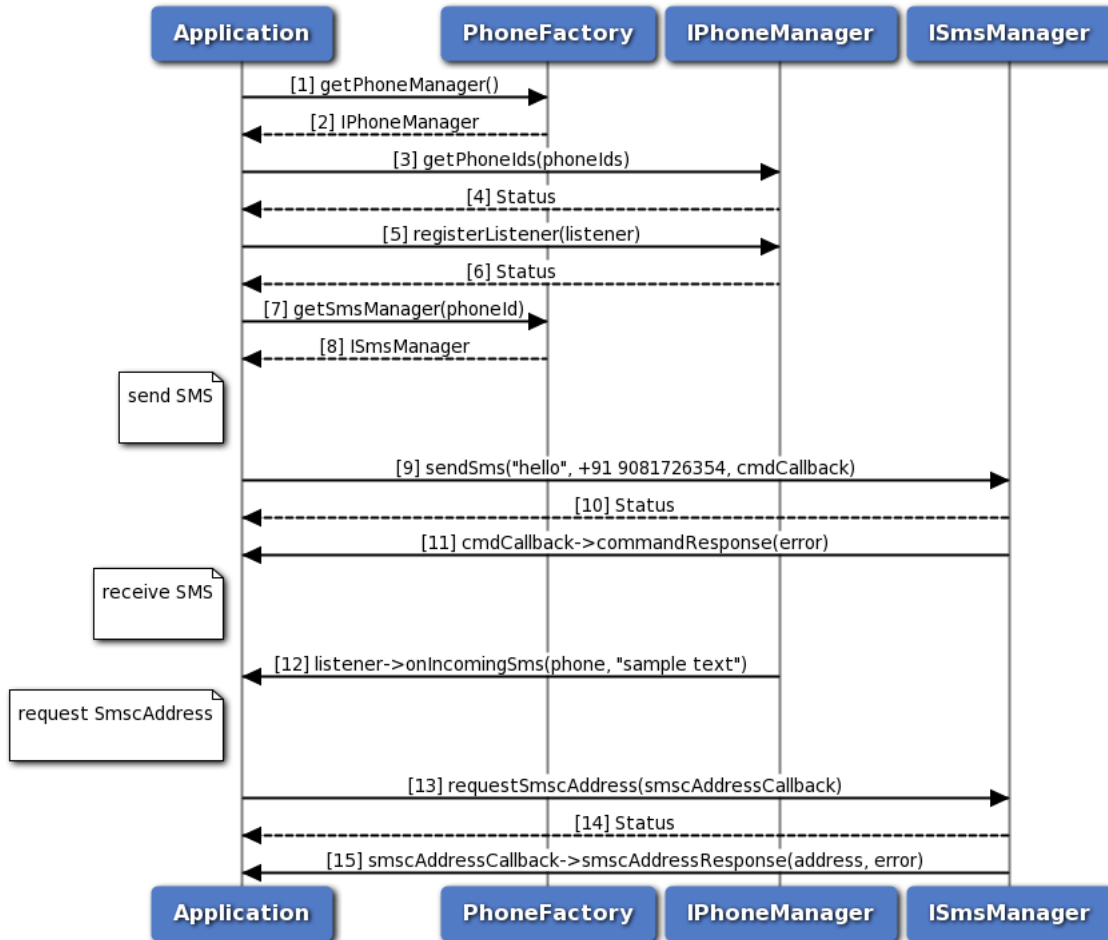 Application PhoneFactory IPhoneManager ISmsManager
[1] getPhoneManager()
[2] IPhoneManager
[3] getPhoneIds(phoneIds)
[4] Status
[5] registerListener(listener)
[6] Status
[7] getSmsManager(phoneId)
[8] ISmsManager
send SMS
[9] sendSms("hello", +91 9081726354, cmdCallback)
[10] Status
[11] cmdCallback->commandResponse(error)
receive SMS
[12] listener->onIncomingSms(phone, "sample text")
request SmscAddress
[13] requestSmscAddress(smscAddressCallback)
[14] Status
[15] smscAddressCallback->smscAddressResponse(address, error)
Application PhoneFactory IPhoneManager ISmsManager